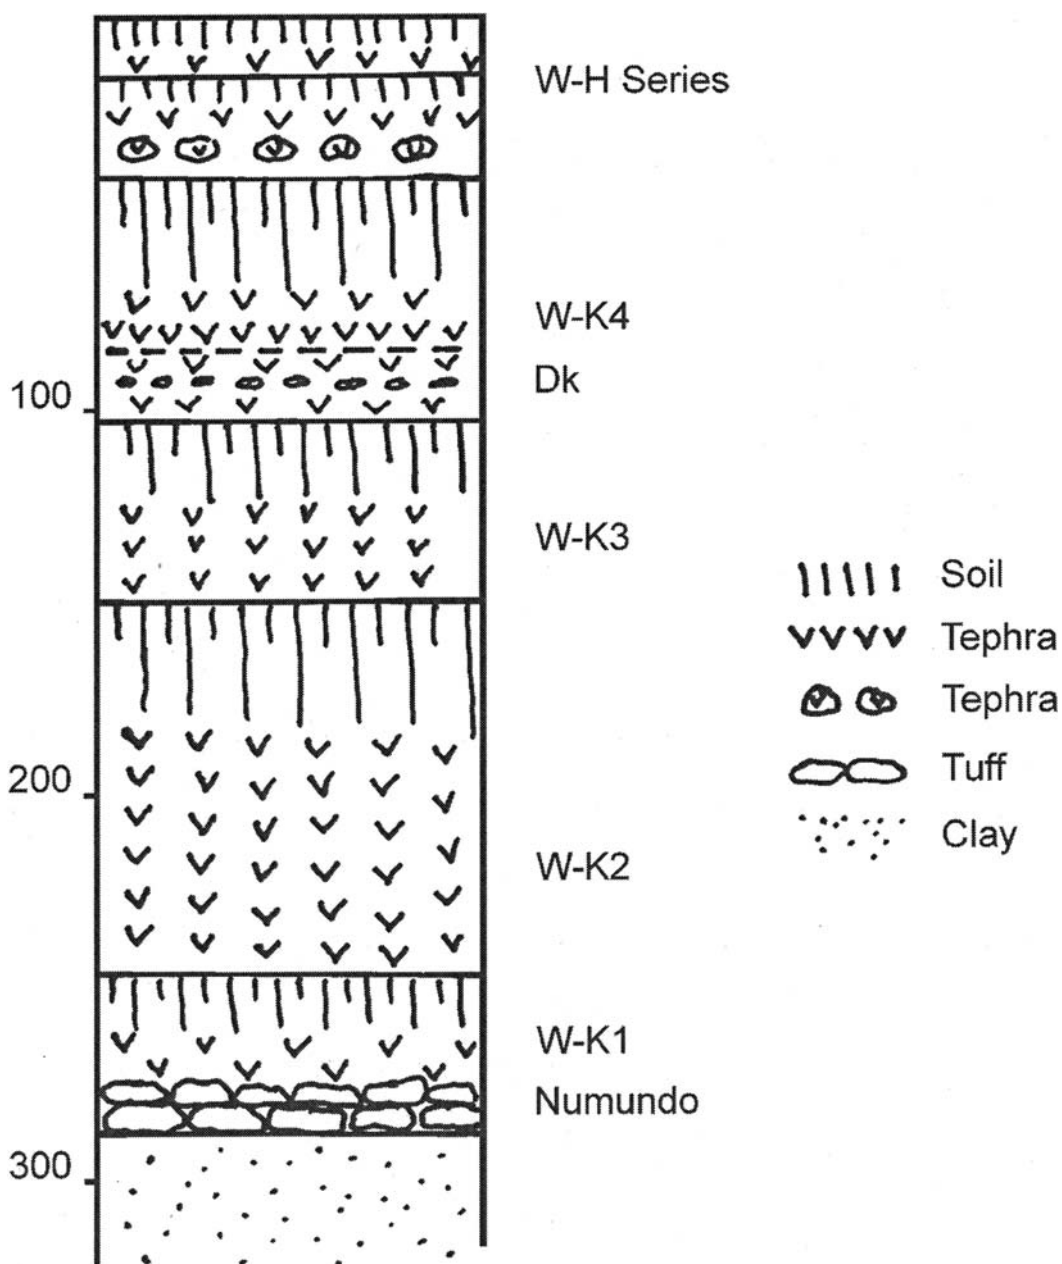 W-H Series
W-K4
Dk
100
W-K3
Soil
Tephra
Tephra
200
Tuff
Clay
W-K2
W-K1
Numundo
300